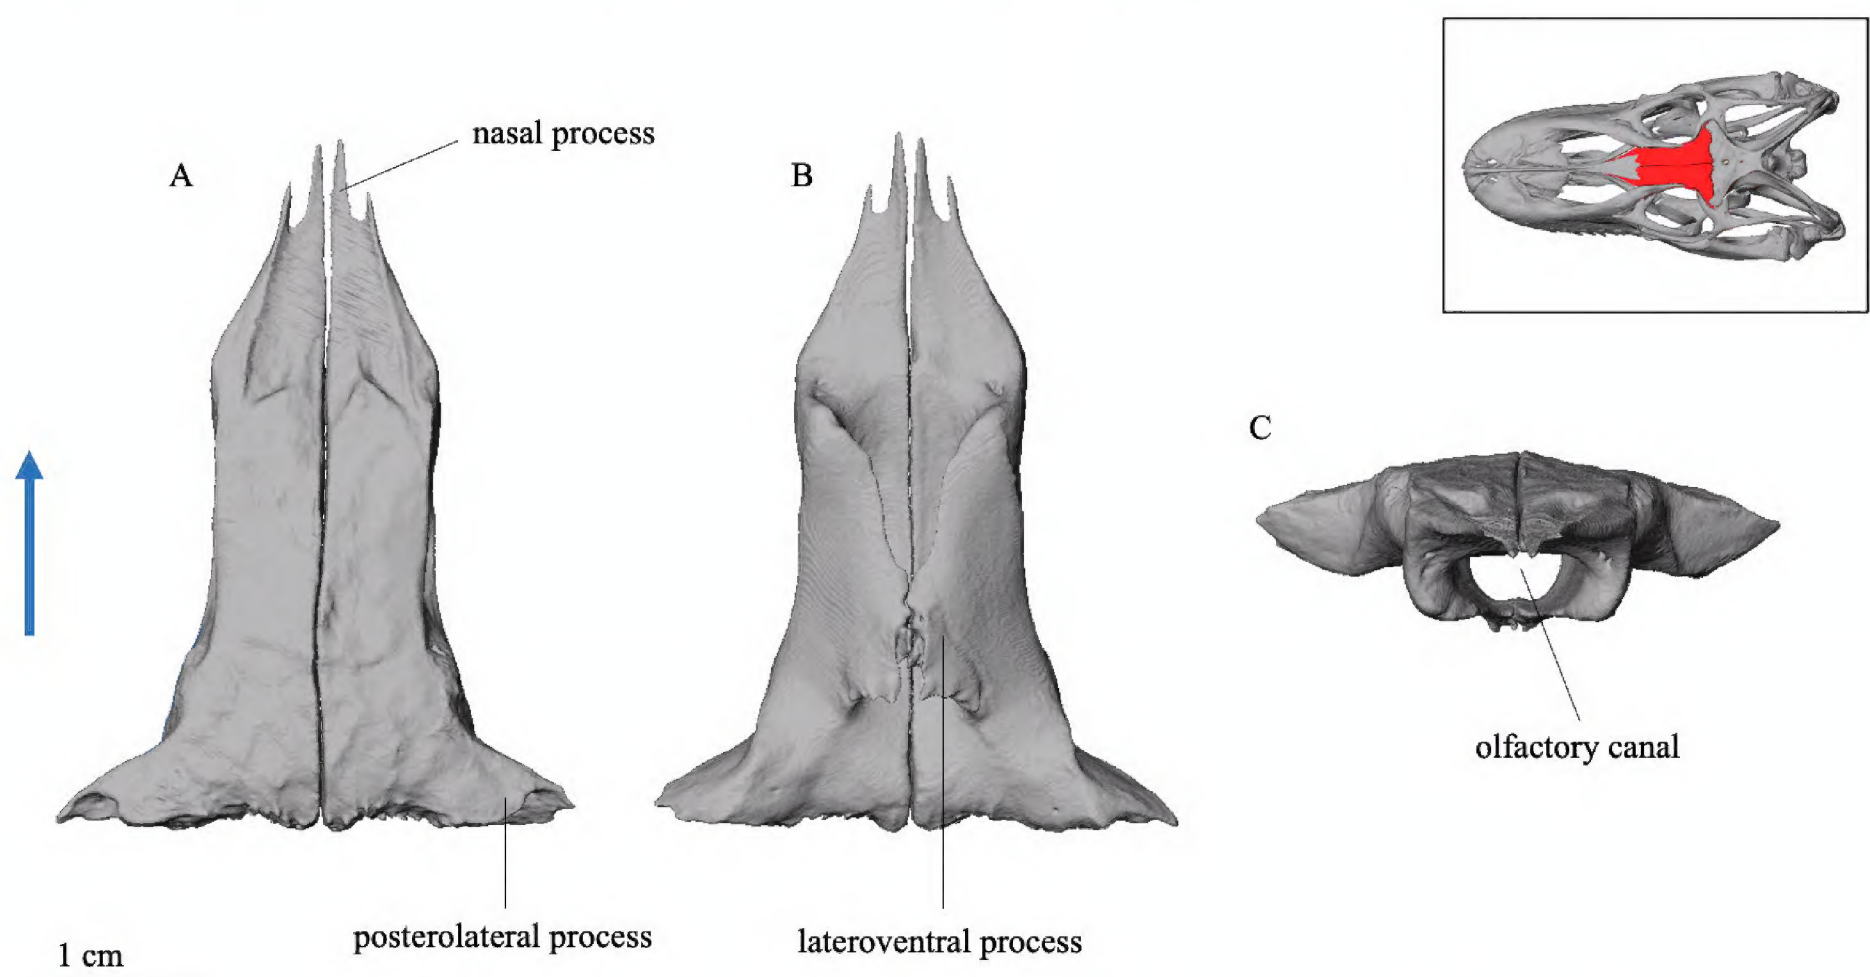 nasal process
A
B
C
olfactory canal
posterolateral process
lateroventral process
1 cm